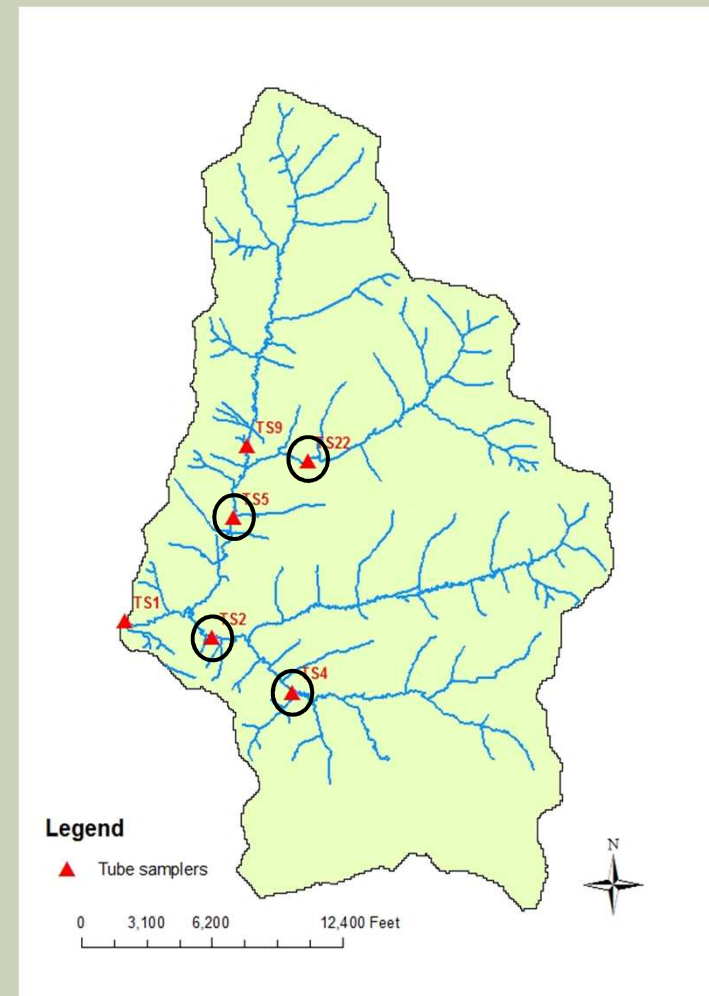 TS9
TS22
TS5
TS1
TS2
TS4
Legend
Tube samplers
N
0 3,100 6,200 12,400 Feet